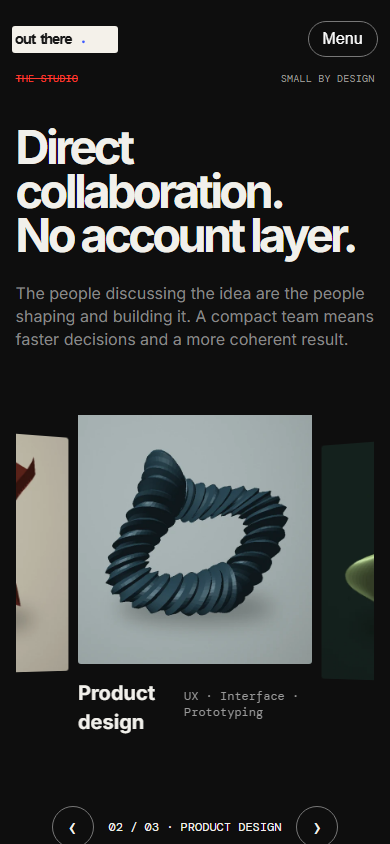 out there .
Menu
THE STUDIO
SMALL BY DESIGN
Direct
collaboration.
No account layer.
The people discussing the idea are the people
shaping and building it. A compact team means
faster decisions and a more coherent result.
Product
design
UX · Interface ·
Prototyping
❮
02 / 03 · PRODUCT DESIGN
❯